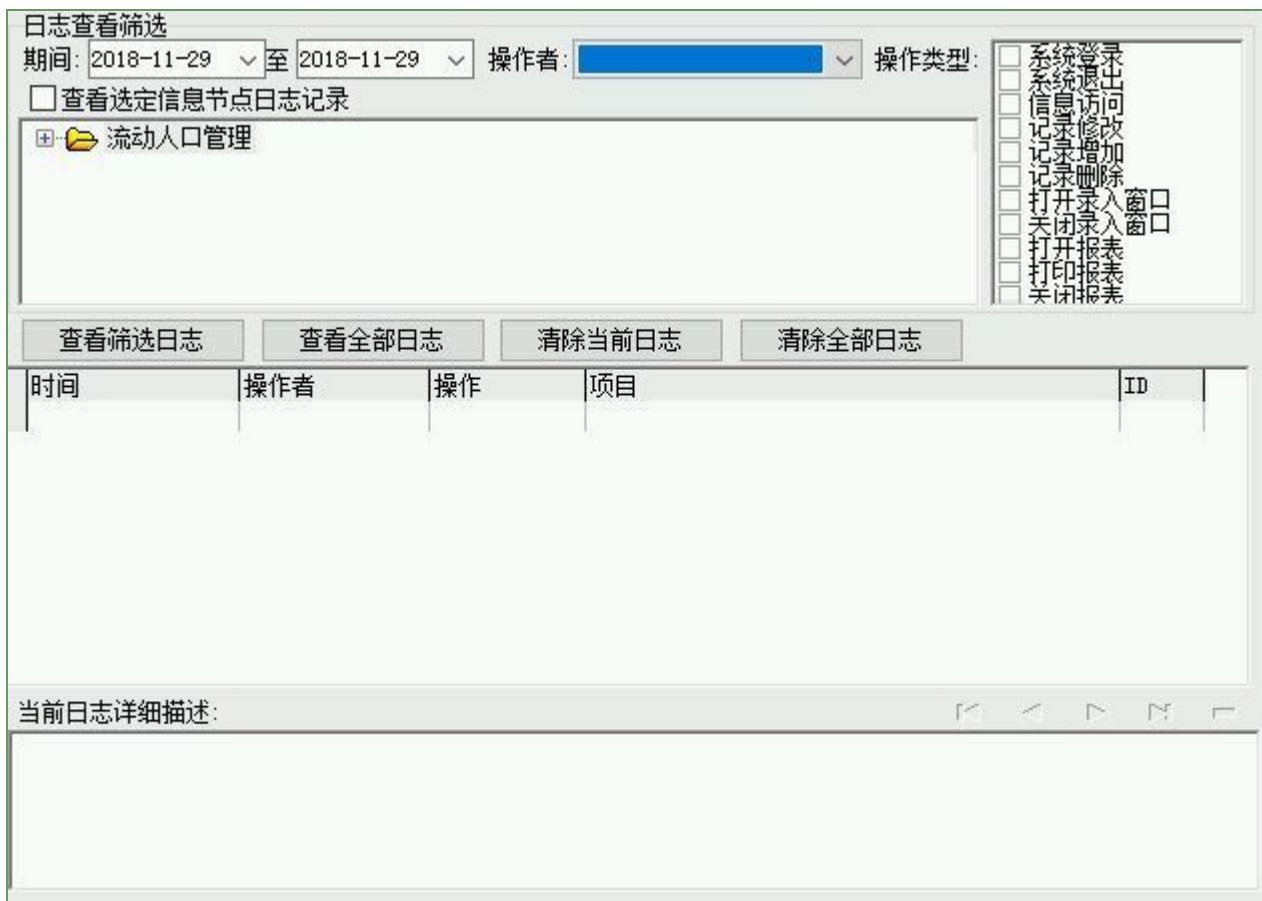 日志查看筛选
期间: 2018-11-29 至 2018-11-29 操作者: 操作类型:
系统登录
系统退出
信息访问
记录修改
记录增加
记录删除
打开录入窗口
关闭录入窗口
打开报表
打印报表
关闭报表
查看选定信息节点日志记录
流动人口管理
查看筛选日志 查看全部日志 清除当前日志 清除全部日志
时间 操作者 操作 项目 ID
当前日志详细描述: